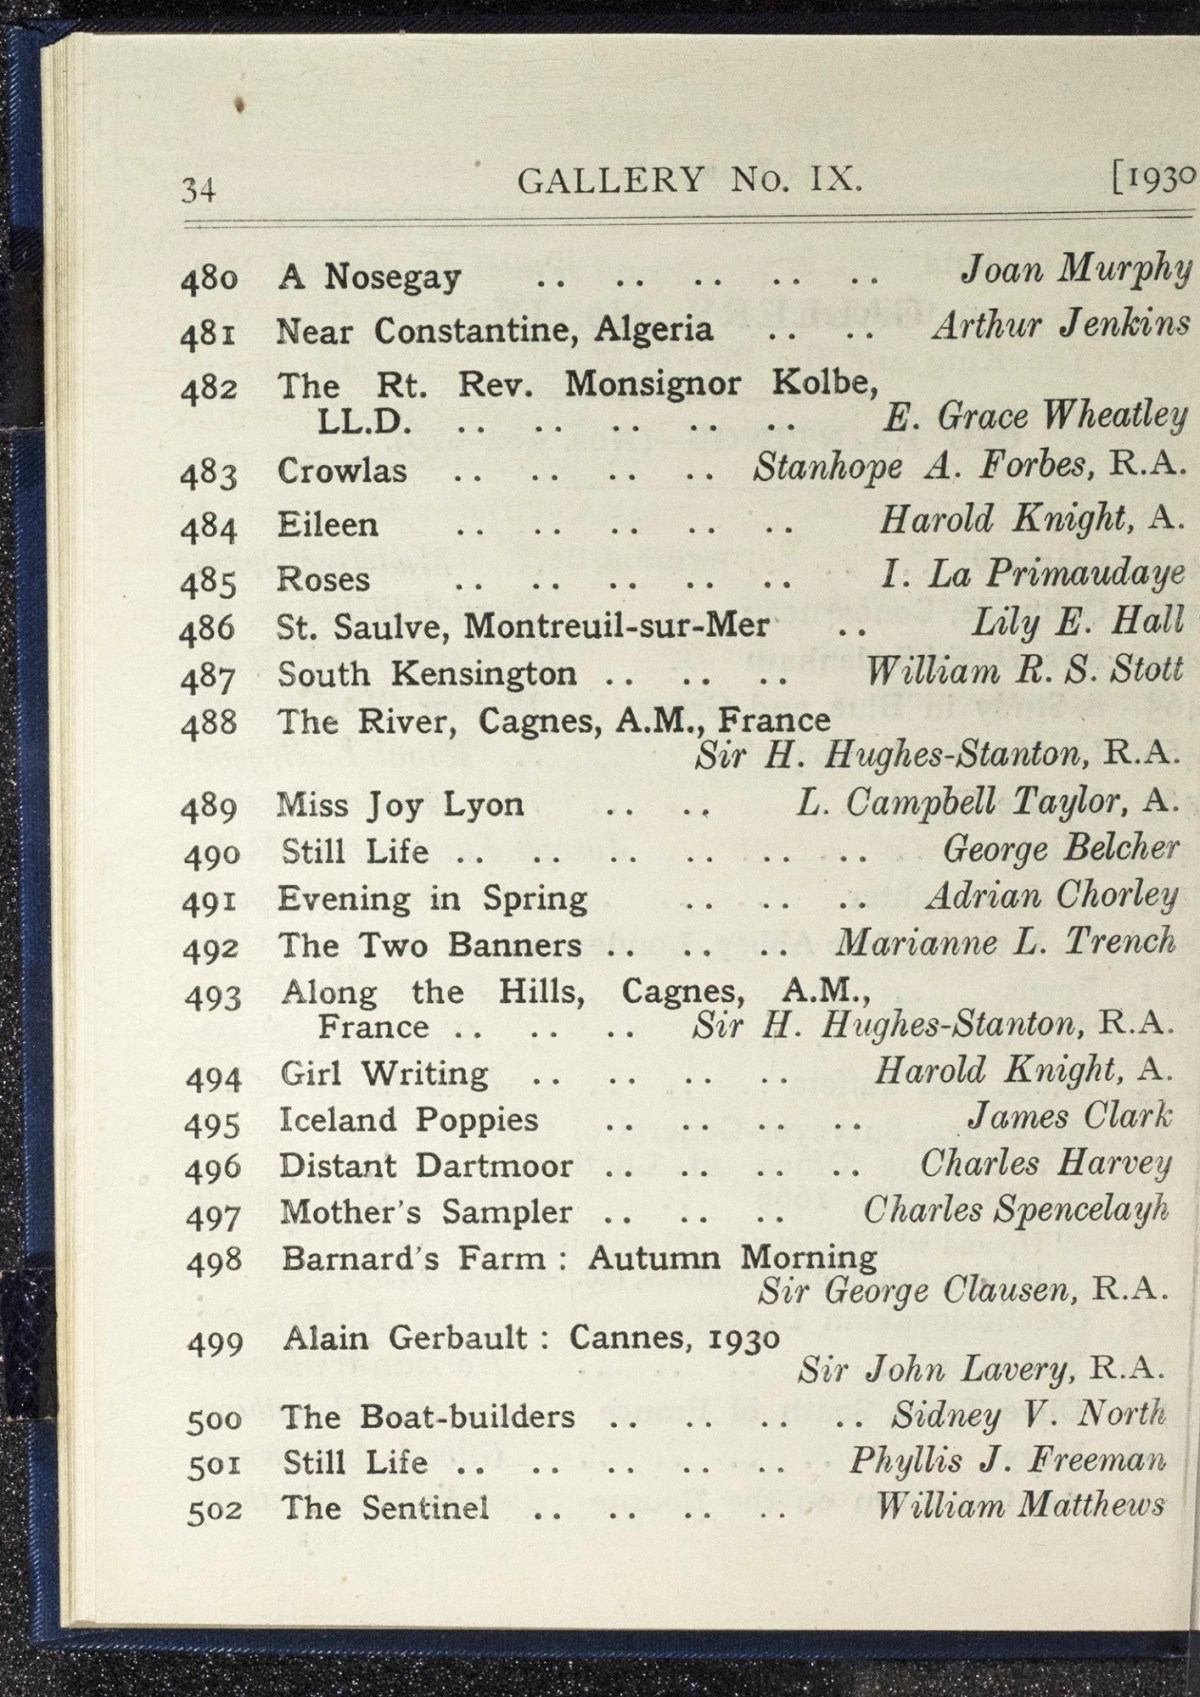 34 GALLERY No. IX. [1930
480 A Nosegay .. .. .. .. .. Joan Murphy
481 Near Constantine, Algeria .. .. Arthur Jenkins
482 The Rt. Rev. Monsignor Kolbe,
LL.D. .. .. .. .. .. E. Grace Wheatley
483 Crowlas .. .. .. .. Stanhope A. Forbes, R.A.
484 Eileen .. .. .. .. .. Harold Knight, A.
485 Roses .. .. .. .. .. I. La Primaudaye
486 St. Saulve, Montreuil-sur-Mer .. Lily E. Hall
487 South Kensington .. .. .. William R. S. Stott
488 The River, Cagnes, A.M., France
Sir H. Hughes-Stanton, R.A.
489 Miss Joy Lyon .. .. L. Campbell Taylor, A.
490 Still Life .. .. .. .. .. .. George Belcher
491 Evening in Spring .. .. .. Adrian Chorley
492 The Two Banners .. .. .. Marianne L. Trench
493 Along the Hills, Cagnes, A.M.,
France .. .. .. Sir H. Hughes-Stanton, R.A.
494 Girl Writing .. .. .. .. Harold Knight, A.
495 Iceland Poppies .. .. .. .. James Clark
496 Distant Dartmoor .. .. .. .. Charles Harvey
497 Mother's Sampler .. .. .. Charles Spencelayh
498 Barnard's Farm : Autumn Morning
Sir George Clausen, R.A.
499 Alain Gerbault : Cannes, 1930
Sir John Lavery, R.A.
500 The Boat-builders .. .. .. .. Sidney V. North
501 Still Life .. .. .. .. .. Phyllis J. Freeman
502 The Sentinel .. .. .. .. William Matthews